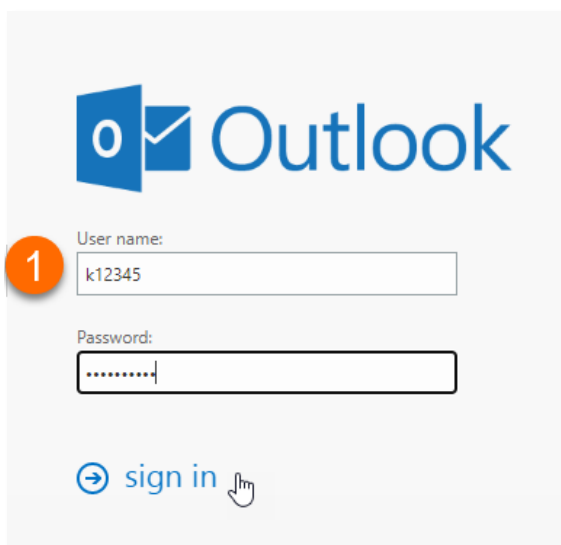 Outlook
User name:
1
k12345
Password:
••••••••••
sign in